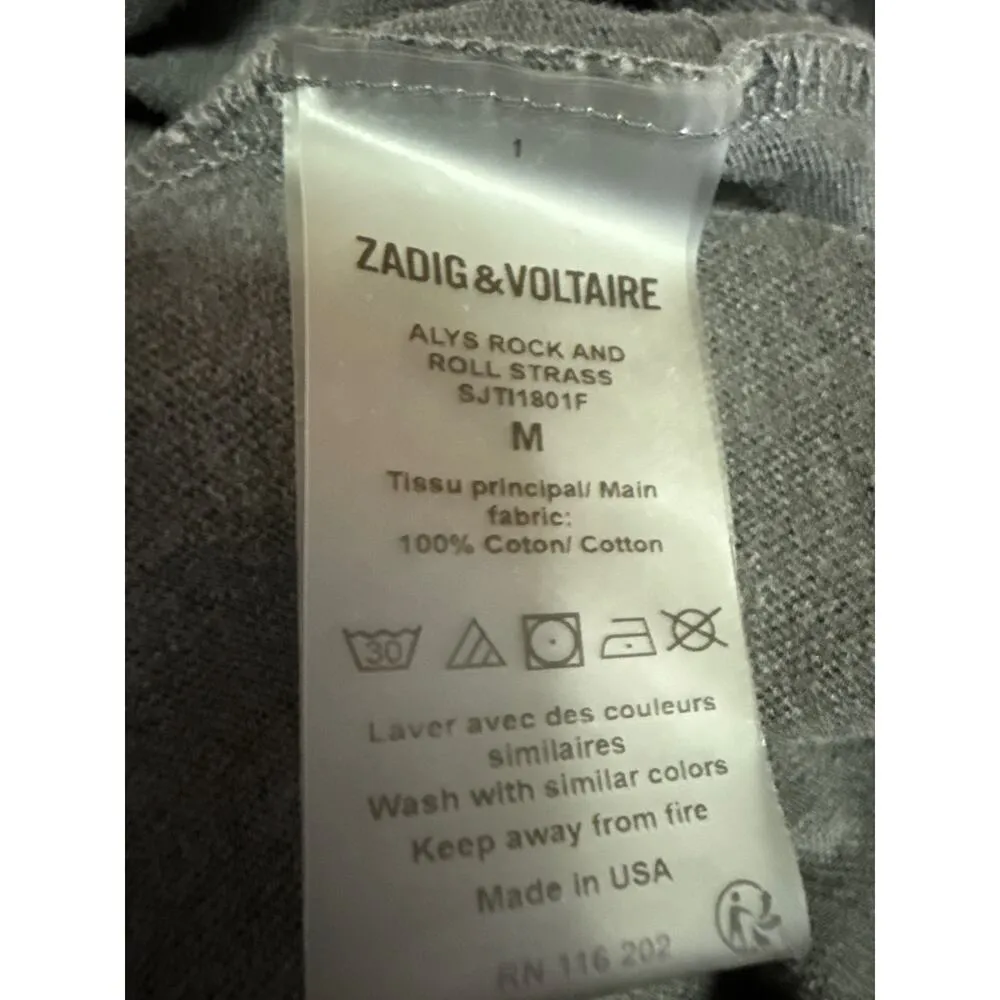 1
ZADIG&VOLTAIRE
ALYS ROCK AND
ROLL STRASS
SJTI1801F
M
Tissu principal/ Main
fabric:
100% Coton/ Cotton
30
Laver avec des couleurs
similaires
Wash with similar colors
Keep away from fire
Made in USA
RN 116 202